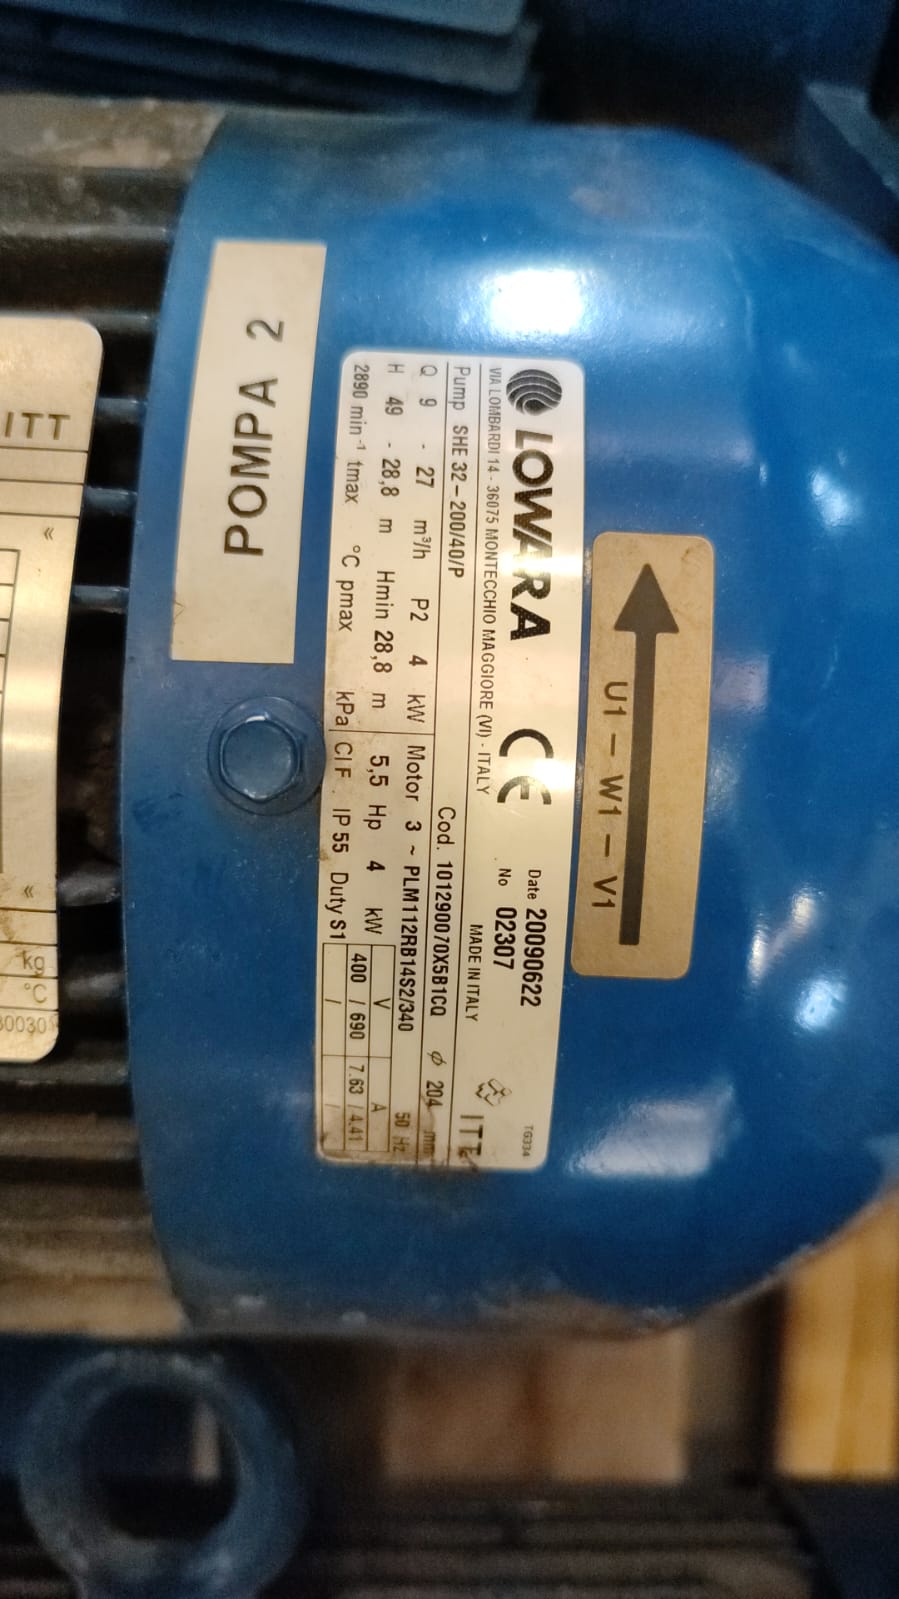 POMPA 2
LOWARA CE Date 20090622
No 02307
TG334
VIA LOMBARDI 14 - 36075 MONTECCHIO MAGGIORE (VI) - ITALY MADE IN ITALY ITT
Pump SHE 32-200/40/P Cod. 101290070X5B1CQ ϕ 204 mm
Q 9 - 27 m³/h P2 4 kW Motor 3 ~ PLM112RB14S2/340 50 Hz
H 49 - 28,8 m Hmin 28,8 m 5,5 Hp 4 kW V A
2890 min⁻¹ tmax °C pmax kPa Cl F IP 55 Duty S1 400 / 690 7.63 / 4.41
/ /
U1 - W1 - V1
ITT
«
«
kg
°C